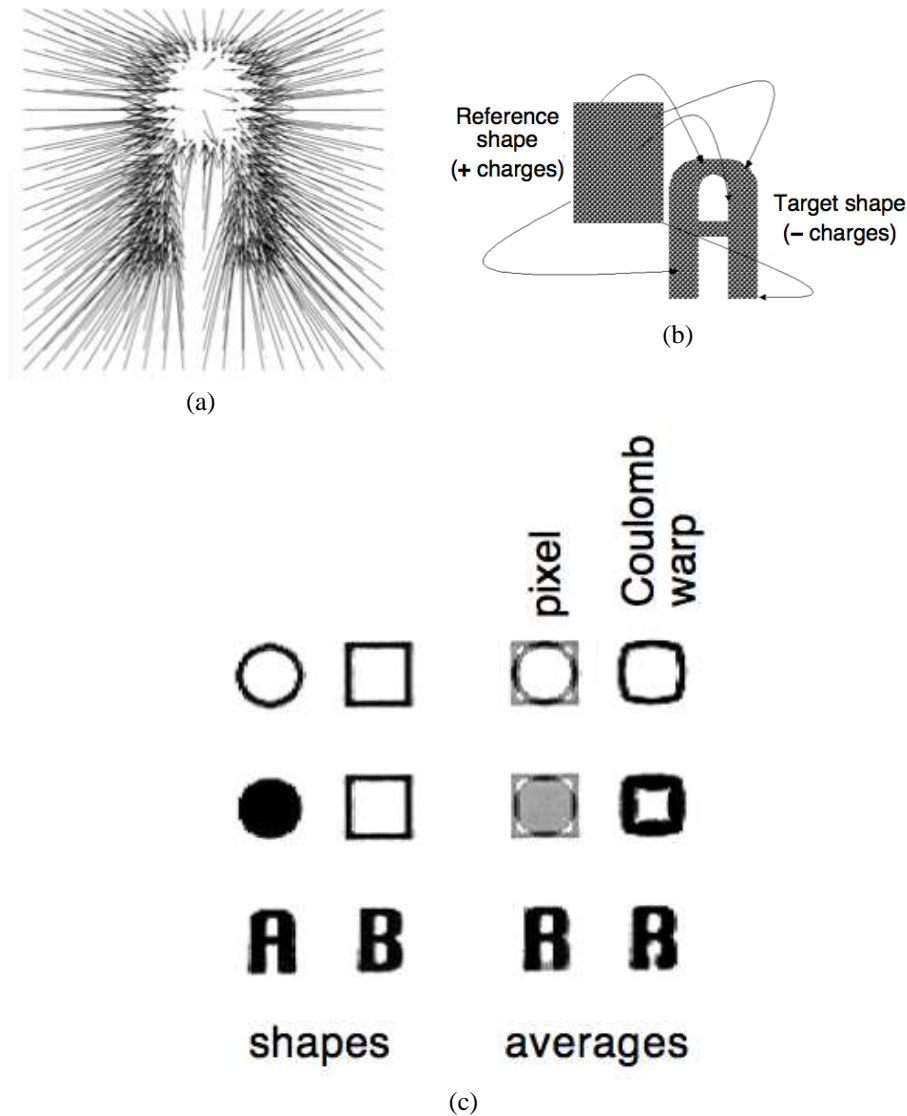 (a)
Reference
shape
(+ charges)
Target shape
(− charges)
(b)
pixel
Coulomb
warp
A B R R
shapes averages
(c)